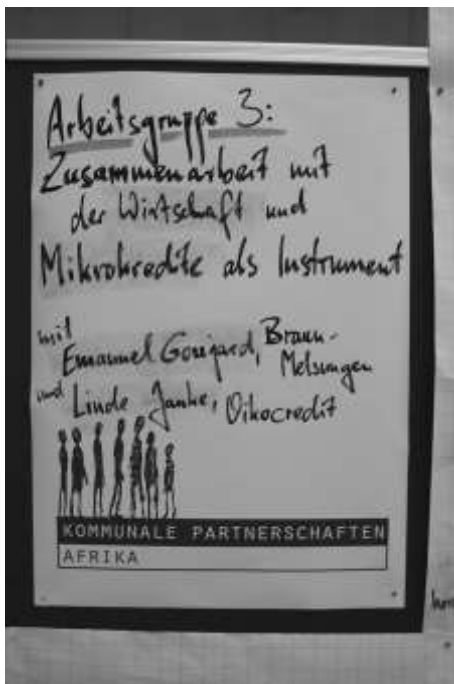 Arbeitsgruppe 3:
Zusammenarbeit mit
der Wirtschaft und
Mikrokredite als Instrument
mit
Emanuel Braun-
Melsungen
und Linde Janke, Oikocredit
KOMMUNALE PARTNERSCHAFTEN
AFRIKA